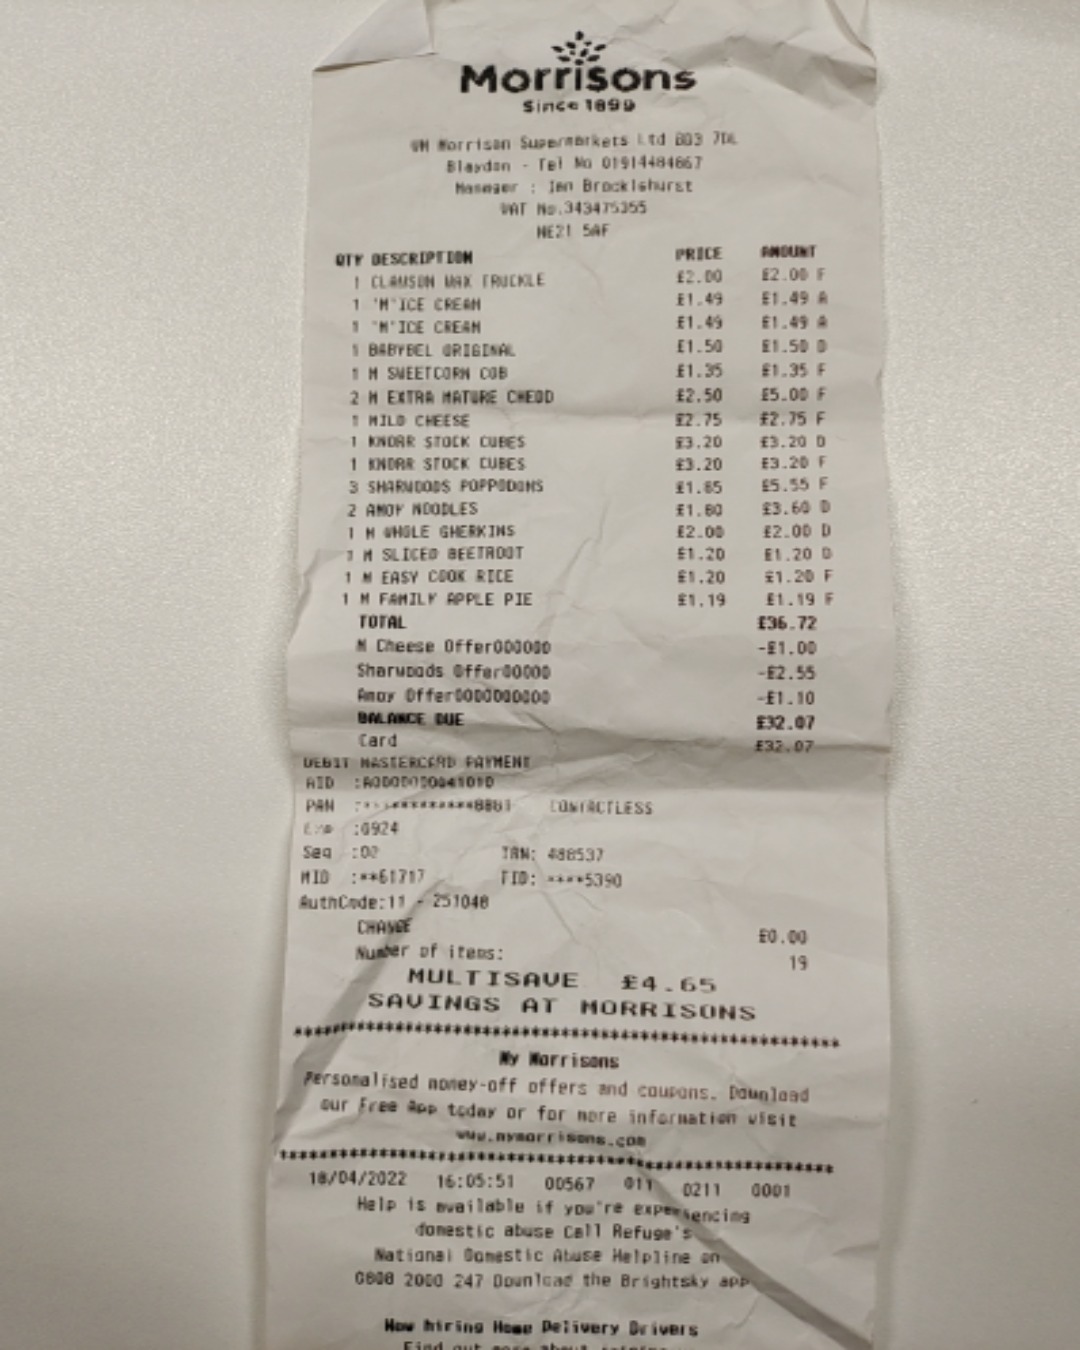 Morrisons
Since 1899
WM Morrison Supermarkets Ltd BD3 7DL
Blaydon - Tel No 01914484667
Manager : Ian Brocklehurst
VAT No.343475355
NE21 5AF
QTY DESCRIPTION PRICE AMOUNT
1 CLAWSON WAX TRUCKLE £2.00 £2.00 F
1 'M'ICE CREAM £1.49 £1.49 A
1 'M'ICE CREAM £1.49 £1.49 A
1 BABYBEL ORIGINAL £1.50 £1.50 D
1 M SWEETCORN COB £1.35 £1.35 F
2 M EXTRA MATURE CHEDD £2.50 £5.00 F
1 MILD CHEESE £2.75 £2.75 F
1 KNORR STOCK CUBES £3.20 £3.20 D
1 KNORR STOCK CUBES £3.20 £3.20 F
3 SHARWOODS POPPODOMS £1.85 £5.55 F
2 AMOY NOODLES £1.80 £3.60 D
1 M WHOLE GHERKINS £2.00 £2.00 D
1 M SLICED BEETROOT £1.20 £1.20 D
1 M EASY COOK RICE £1.20 £1.20 F
1 M FAMILY APPLE PIE £1.19 £1.19 F
TOTAL £36.72
M Cheese Offer000000 -£1.00
Sharwoods Offer00000 -£2.55
Amoy Offer0000000000 -£1.10
BALANCE DUE £32.07
Card £32.07
DEBIT MASTERCARD PAYMENT
AID :A0000000041010
PAN :************8881 CONTACTLESS
Exp :0924
Seq :02 TRN: 488537
MID :**61717 TID: ****5390
AuthCode:11 - 251048
CHANGE £0.00
Number of items: 19
MULTISAVE £4.65
SAVINGS AT MORRISONS
My Morrisons
Personalised money-off offers and coupons. Download
our Free App today or for more information visit
www.mymorrisons.com
18/04/2022 16:05:51 00567 011 0211 0001
Help is available if you're experiencing
domestic abuse Call Refuge's
National Domestic Abuse Helpline on
0808 2000 247 Download the Brightsky app
Now hiring Home Delivery Drivers
Find out more about